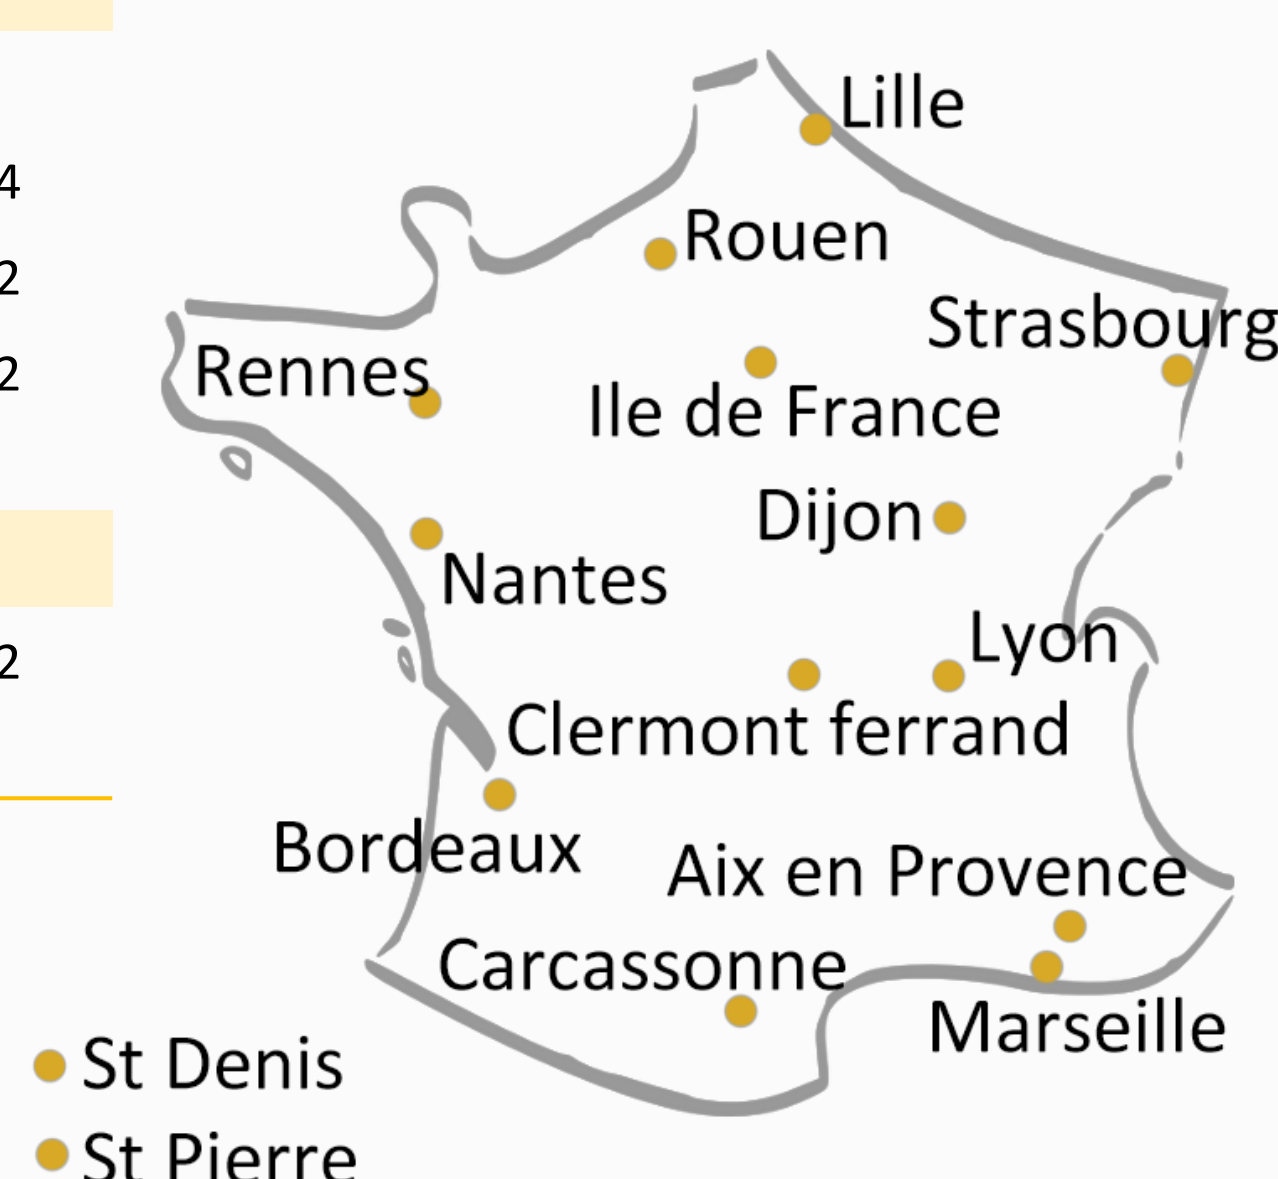 Lille
4
Rouen
2
Strasbourg
Rennes
2
Ile de France
Dijon
Nantes
Lyon
2
Clermont ferrand
Bordeaux
Aix en Provence
Carcassonne
Marseille
St Denis
St Pierre